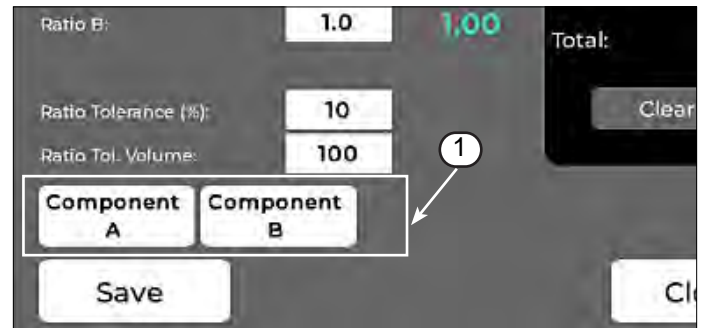 Ratio B: 1.0 1.00
Total:
Ratio Tolerance (%): 10
Clear
Ratio Tol. Volume: 100
1
Component A
Component B
Save